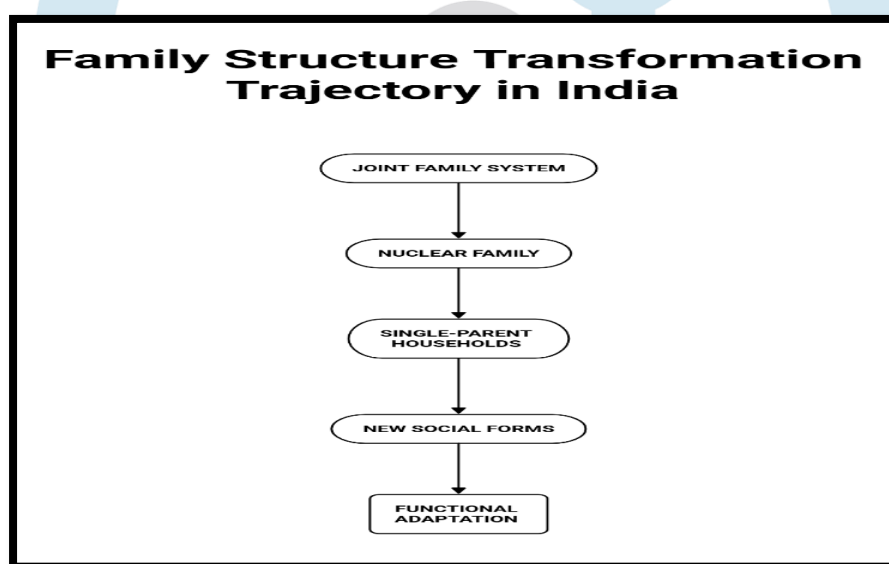 Family Structure Transformation
Trajectory in India
JOINT FAMILY SYSTEM
NUCLEAR FAMILY
SINGLE-PARENT
HOUSEHOLDS
NEW SOCIAL FORMS
FUNCTIONAL
ADAPTATION